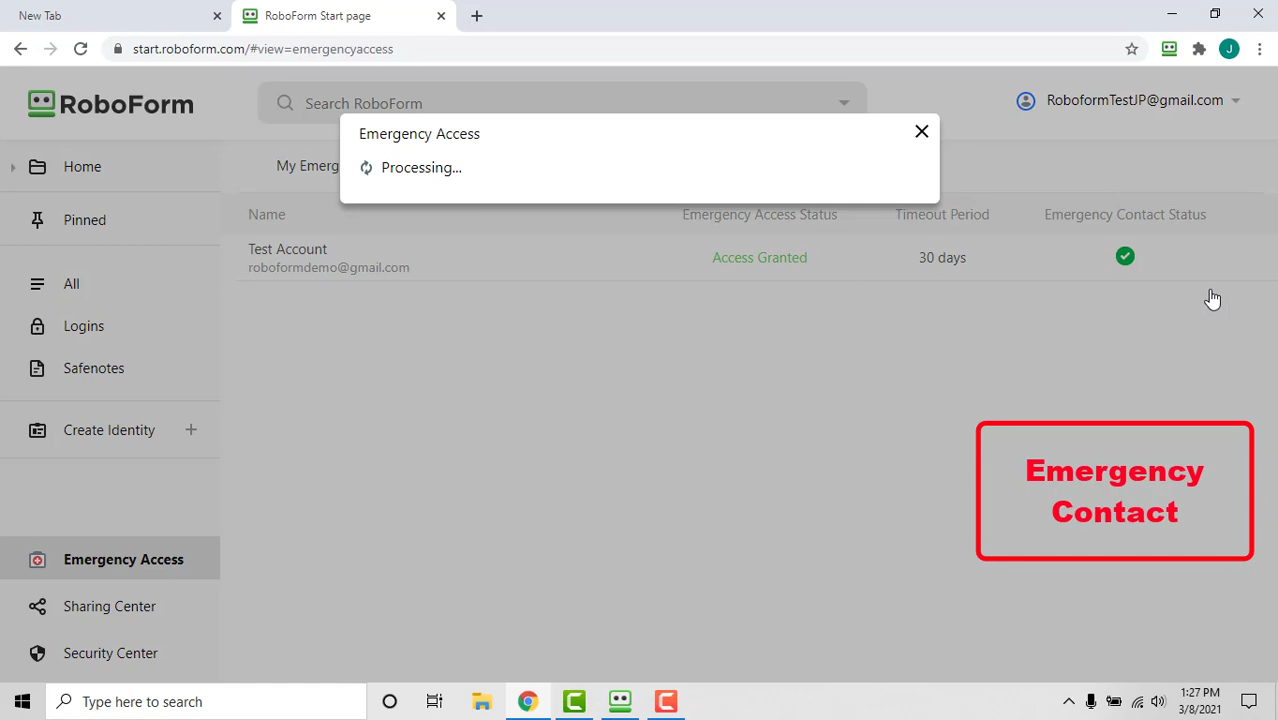 New Tab
RoboForm Start page
start.roboform.com/#view=emergencyaccess
J
RoboForm
Search RoboForm
RoboformTestJP@gmail.com
Emergency Access
Processing...
Home
My Emerg
Pinned
Name
Emergency Access Status
Timeout Period
Emergency Contact Status
Test Account
roboformdemo@gmail.com
Access Granted
30 days
All
Logins
Safenotes
Create Identity
Emergency
Contact
Emergency Access
Sharing Center
Security Center
Type here to search
1:27 PM
3/8/2021